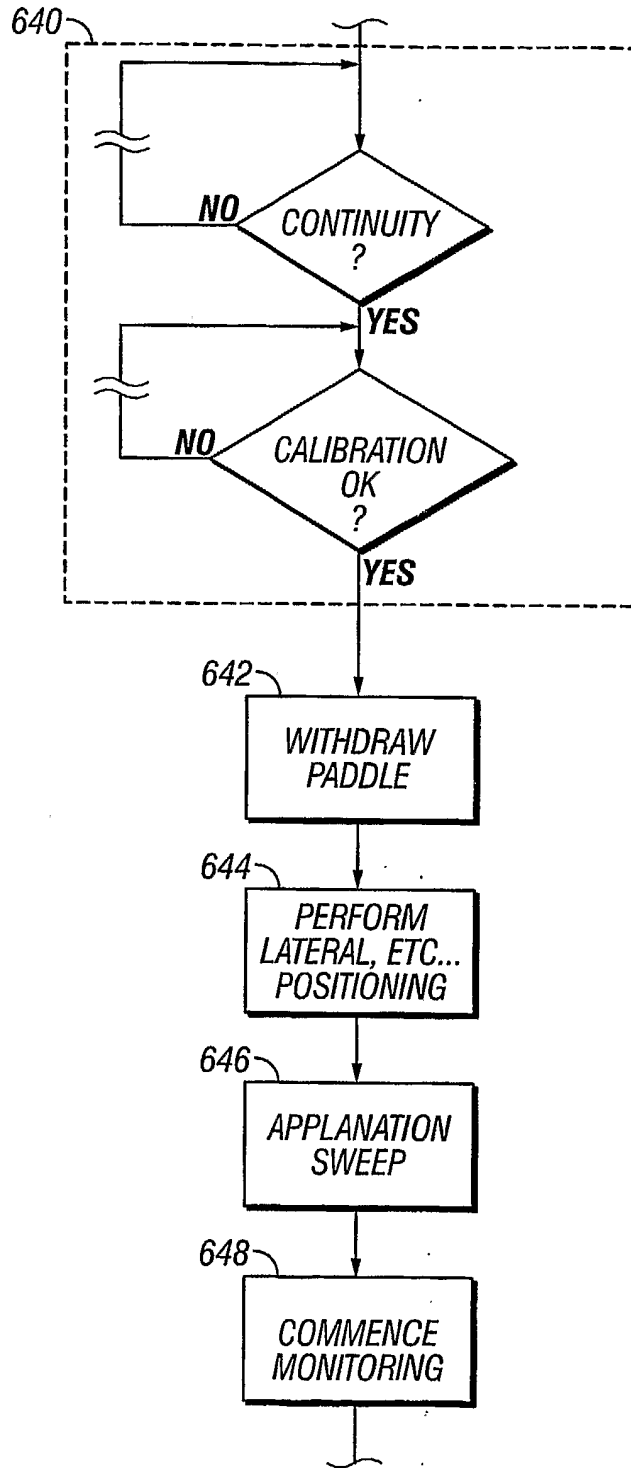 640
NO
CONTINUITY
?
YES
NO
CALIBRATION
OK
?
YES
642
WITHDRAW
PADDLE
644
PERFORM
LATERAL, ETC...
POSITIONING
646
APPLANATION
SWEEP
648
COMMENCE
MONITORING